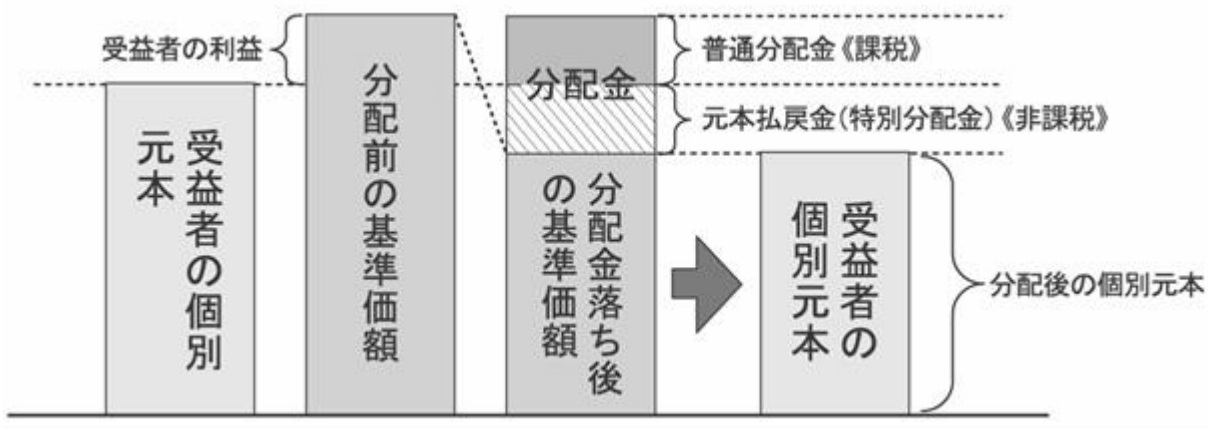 受益者の利益
受益者の個別
元本
分配前の基準価額
分配金
分配金落ち後
の基準価額
普通分配金《課税》
元本払戻金(特別分配金)《非課税》
受益者の
個別元本
分配後の個別元本